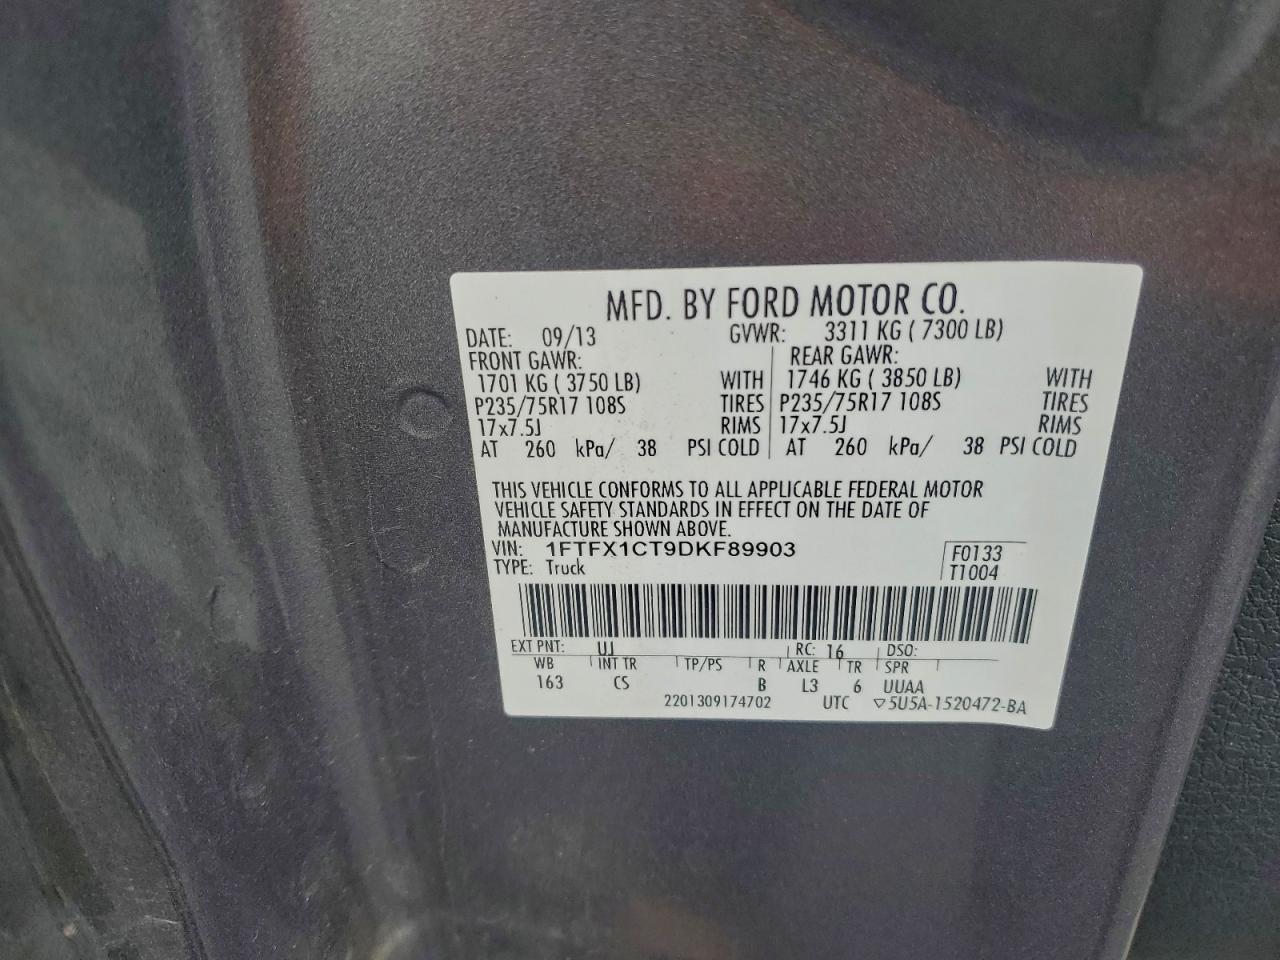 MFD. BY FORD MOTOR CO.
DATE: 09/13 GVWR: 3311 KG ( 7300 LB)
FRONT GAWR: REAR GAWR:
1701 KG ( 3750 LB) WITH 1746 KG ( 3850 LB) WITH
P235/75R17 108S TIRES P235/75R17 108S TIRES
17x7.5J RIMS 17x7.5J RIMS
AT 260 kPa/ 38 PSI COLD AT 260 kPa/ 38 PSI COLD
THIS VEHICLE CONFORMS TO ALL APPLICABLE FEDERAL MOTOR
VEHICLE SAFETY STANDARDS IN EFFECT ON THE DATE OF
MANUFACTURE SHOWN ABOVE.
VIN: 1FTFX1CT9DKF89903 F0133
TYPE: Truck T1004
EXT PNT: UJ RC: 16 DSO:
WB INT TR TP/PS R AXLE TR SPR
163 CS B L3 6 UUAA
2201309174702 UTC ▽5U5A-1520472-BA